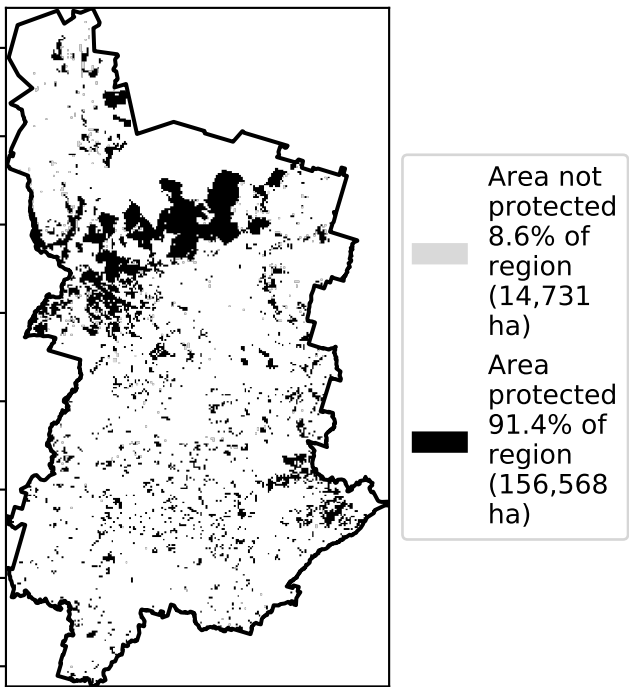 Area not
protected
8.6% of
region
(14,731
ha)
Area
protected
91.4% of
region
(156,568
ha)